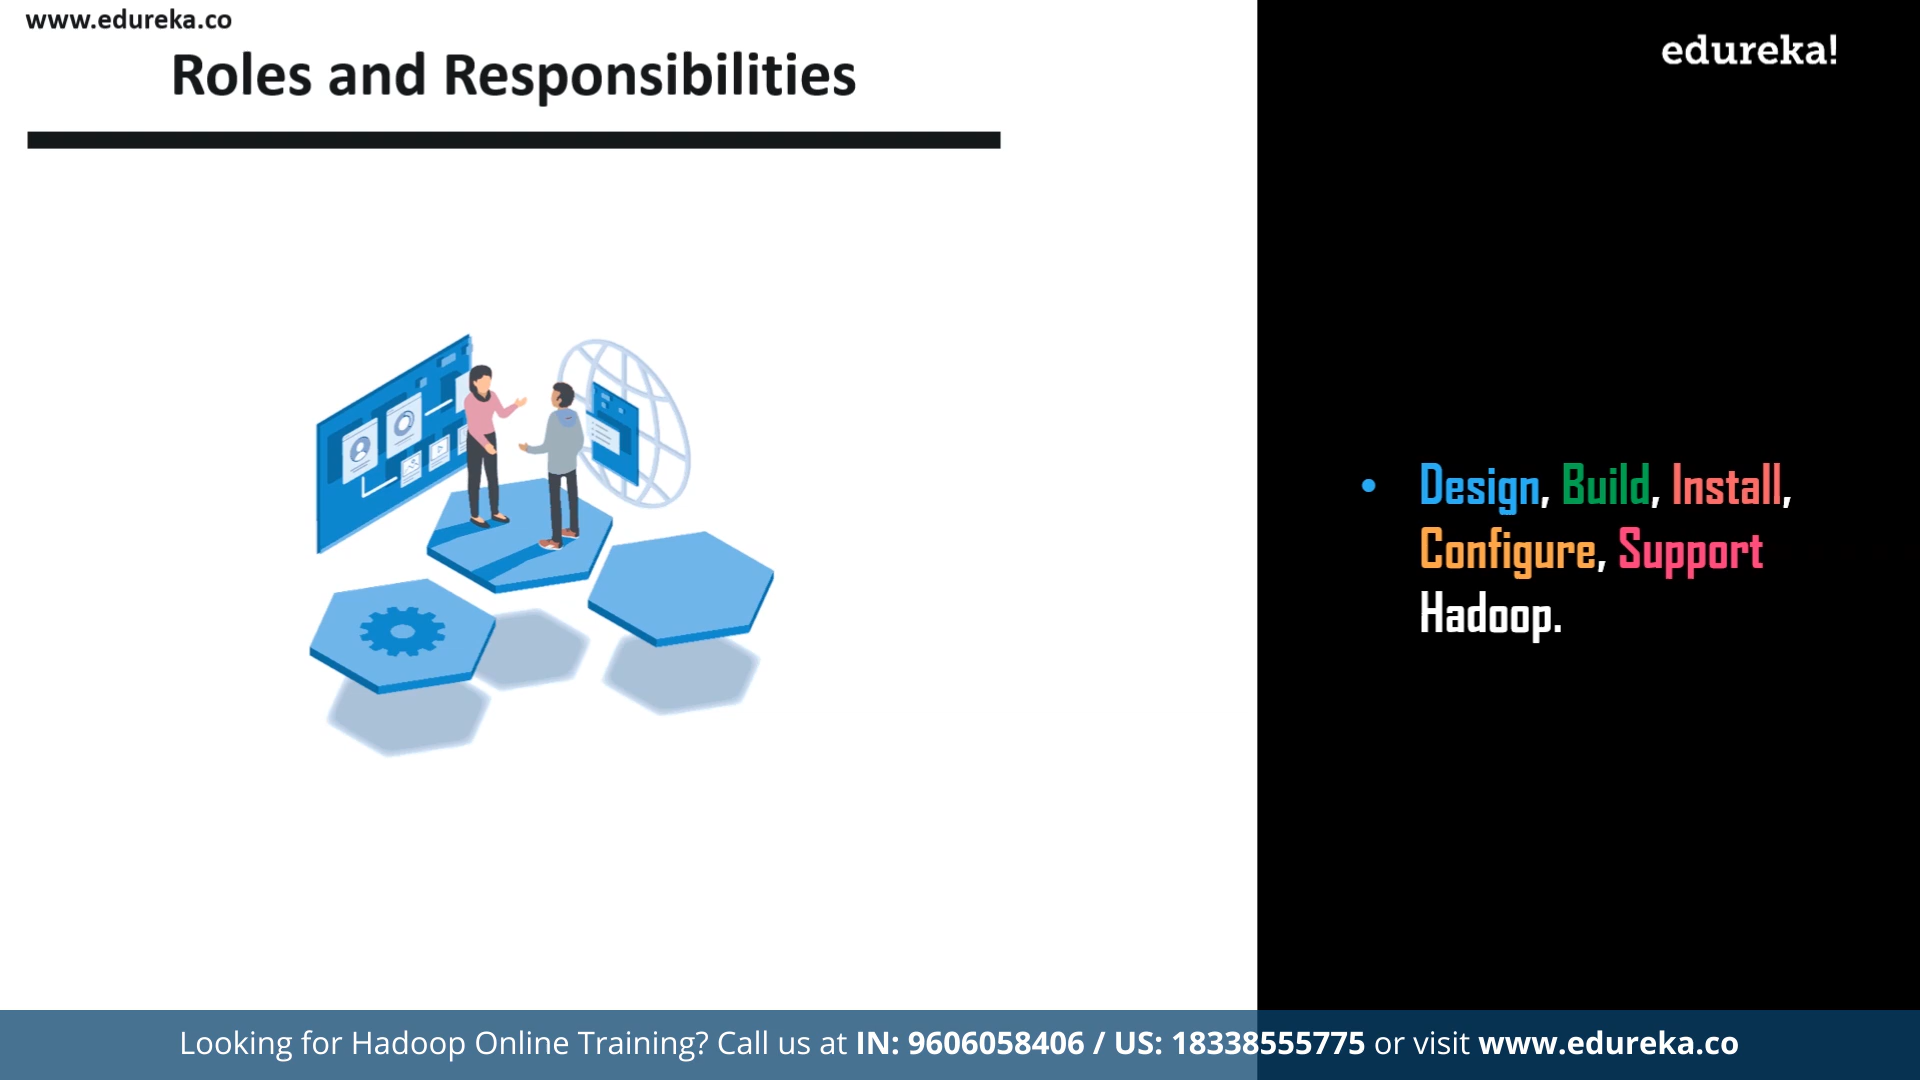 www.edureka.co
Roles and Responsibilities
edureka!
• Design, Build, Install,
Configure, Support
Hadoop.
Looking for Hadoop Online Training? Call us at IN: 9606058406 / US: 18338555775 or visit www.edureka.co